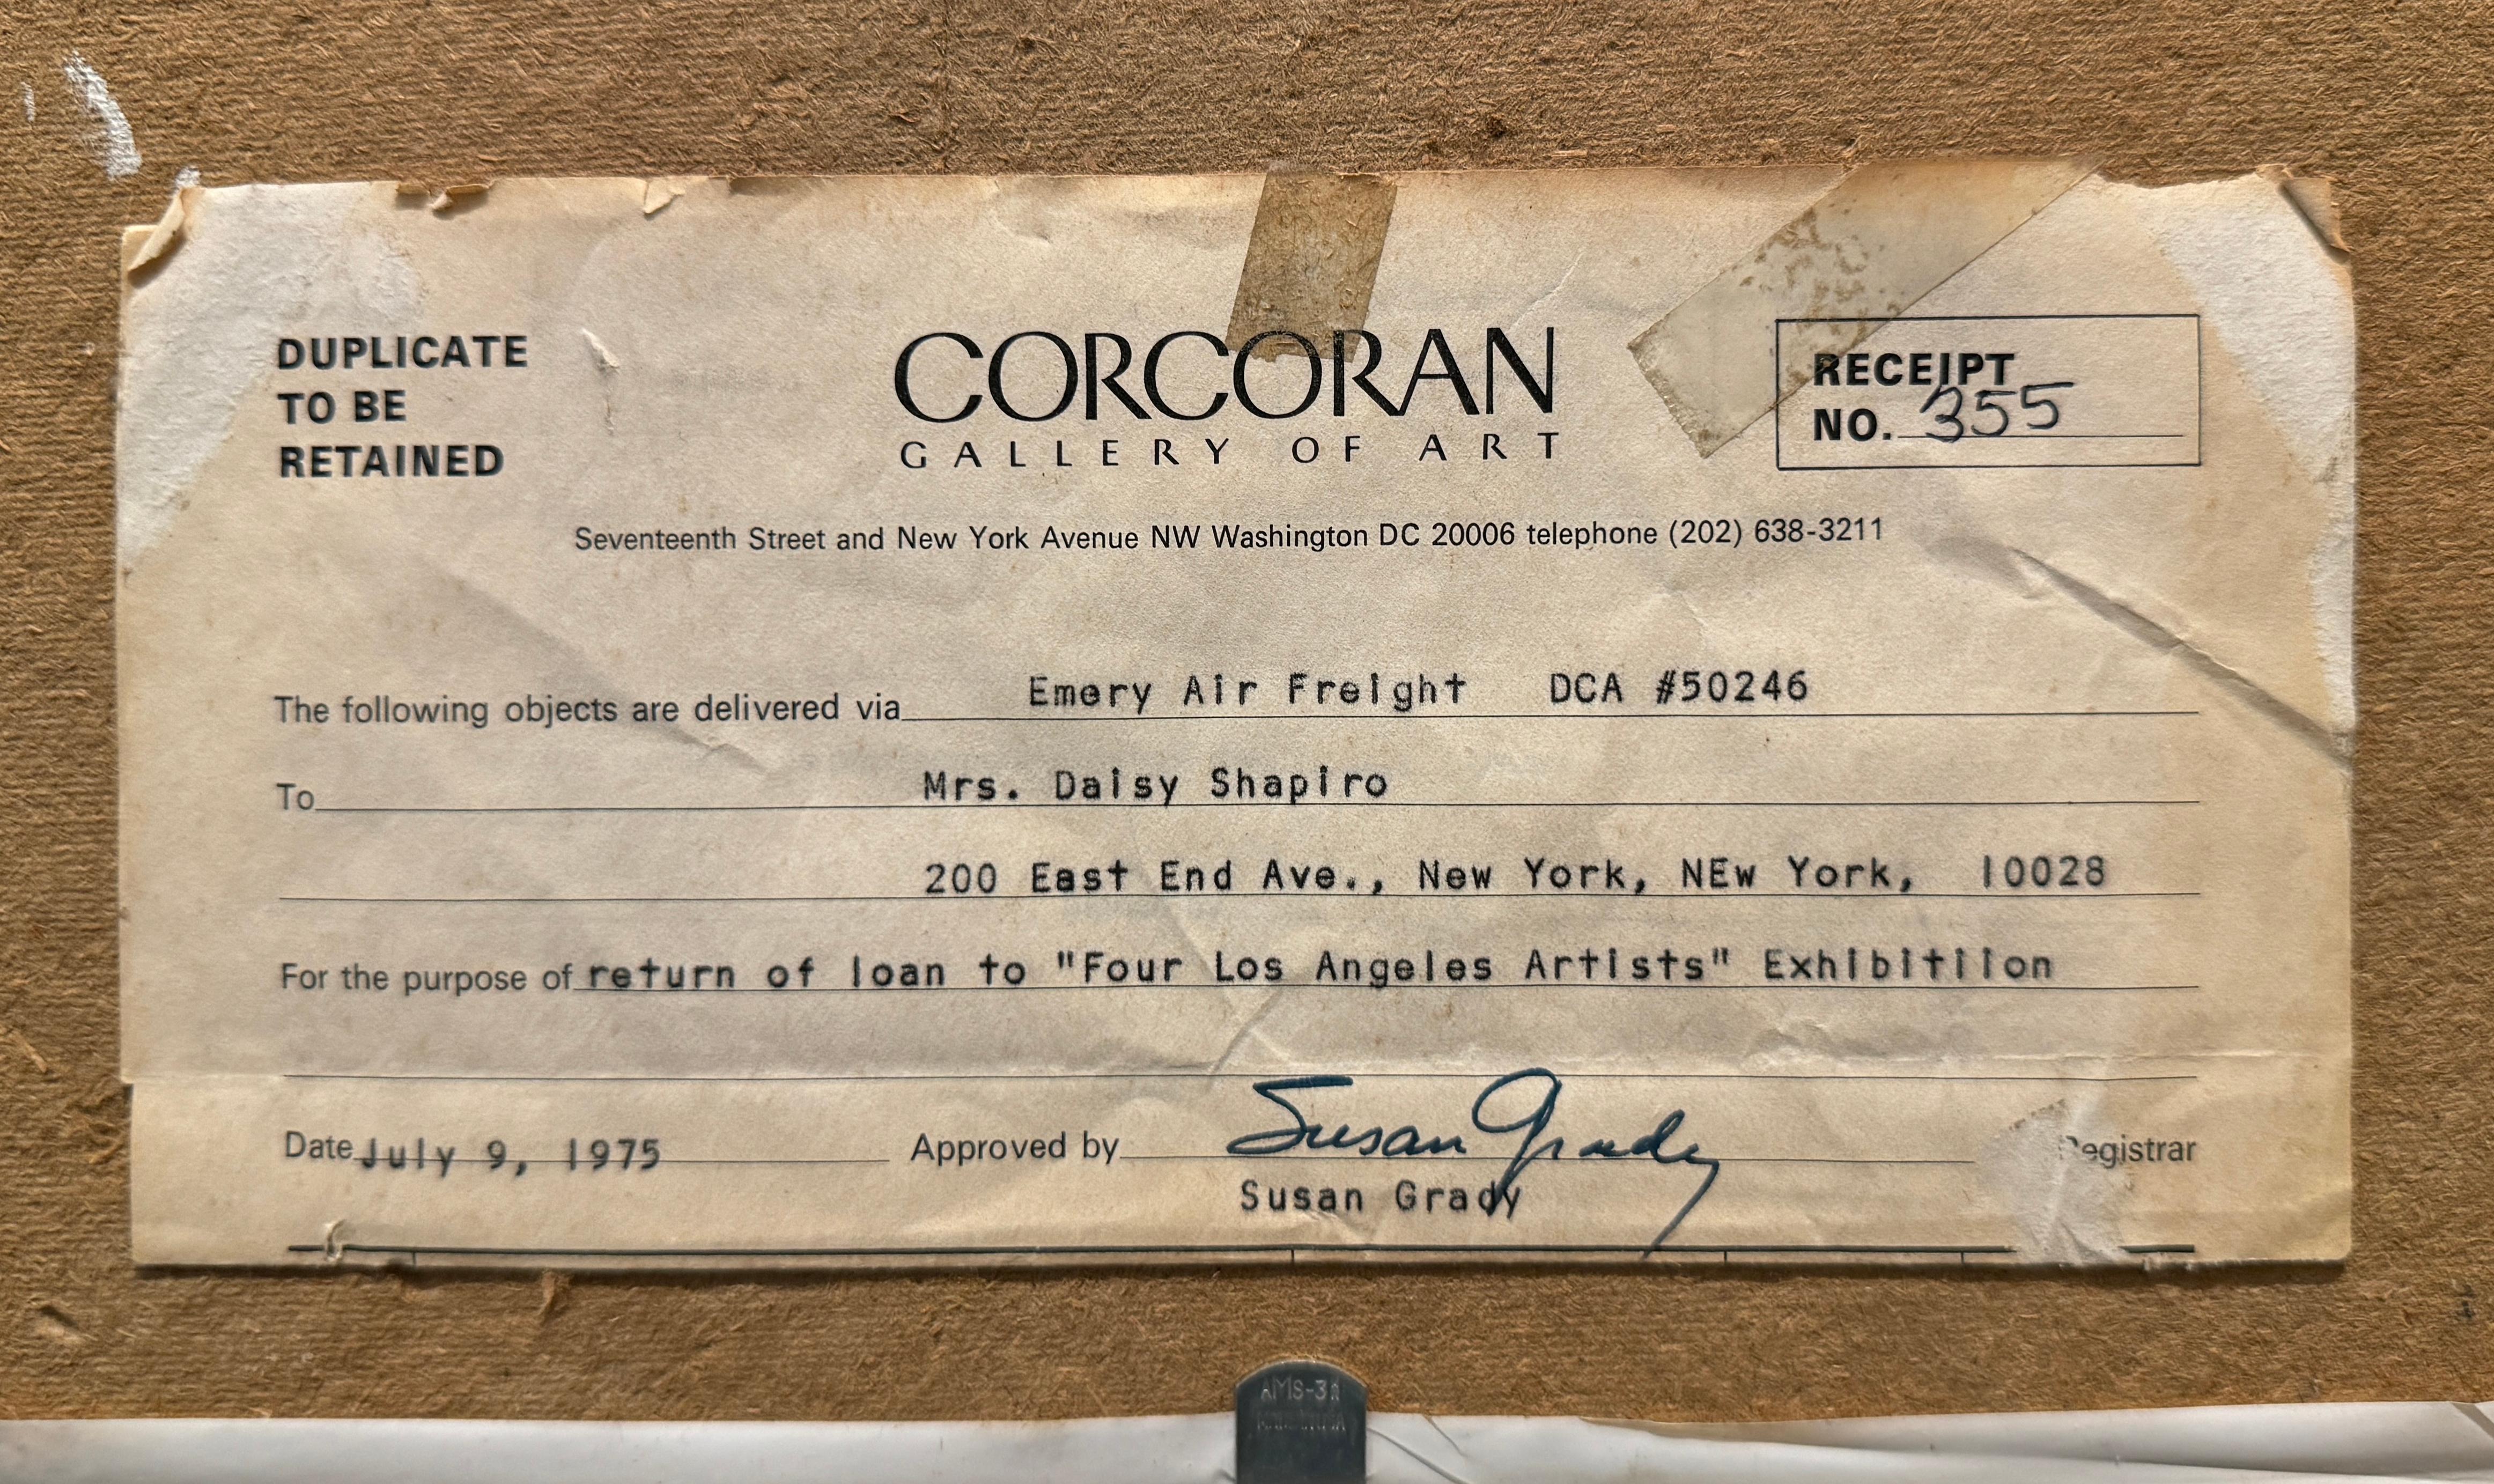 DUPLICATE
TO BE
RETAINED
CORCORAN
GALLERY OF ART
RECEIPT
NO. 355
Seventeenth Street and New York Avenue NW Washington DC 20006 telephone (202) 638-3211
The following objects are delivered via Emery Air Freight DCA #50246
To Mrs. Daisy Shapiro
200 East End Ave., New York, NEw York, 10028
For the purpose of return of loan to "Four Los Angeles Artists" Exhibitiion
Date July 9, 1975 Approved by Susan Grady Registrar
Susan Grady